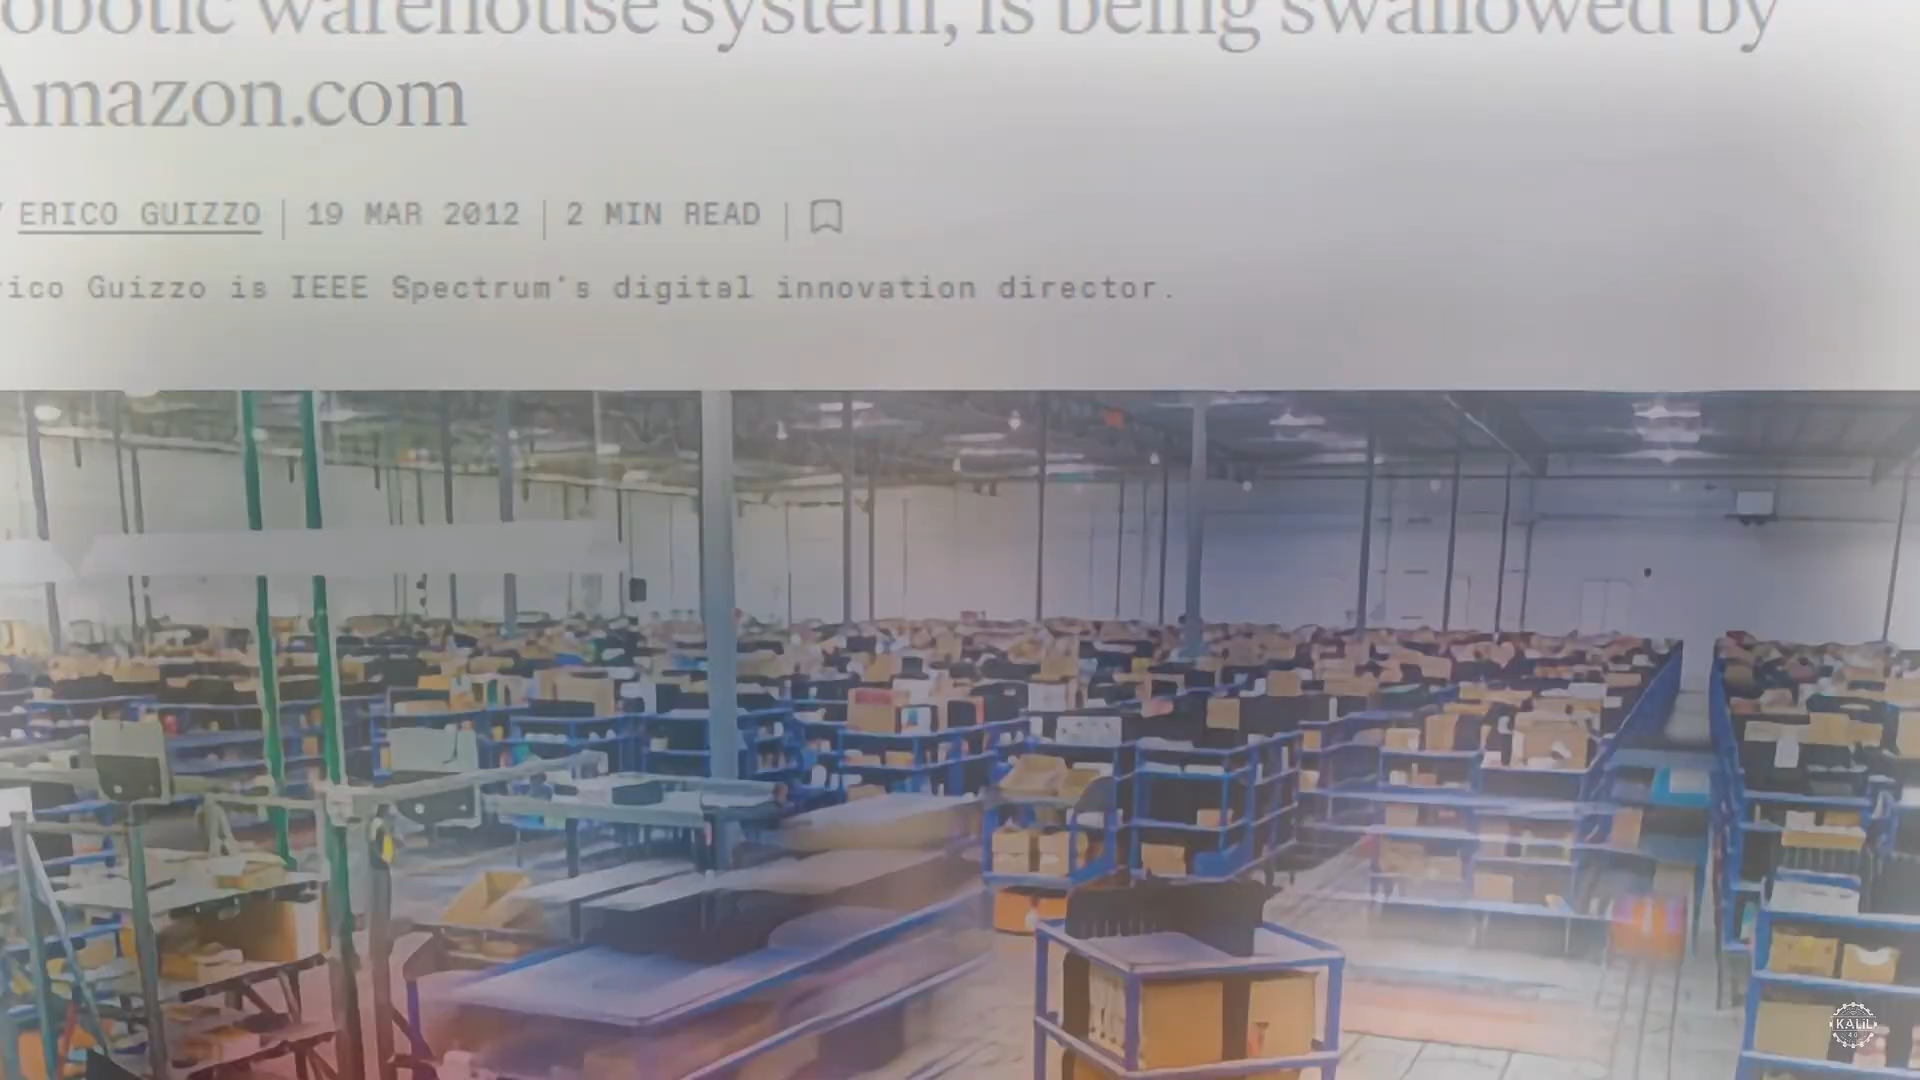 obotic warehouse system, is being swallowed by
Amazon.com
ERICO GUIZZO | 19 MAR 2012 | 2 MIN READ |
rico Guizzo is IEEE Spectrum's digital innovation director.
KALIL